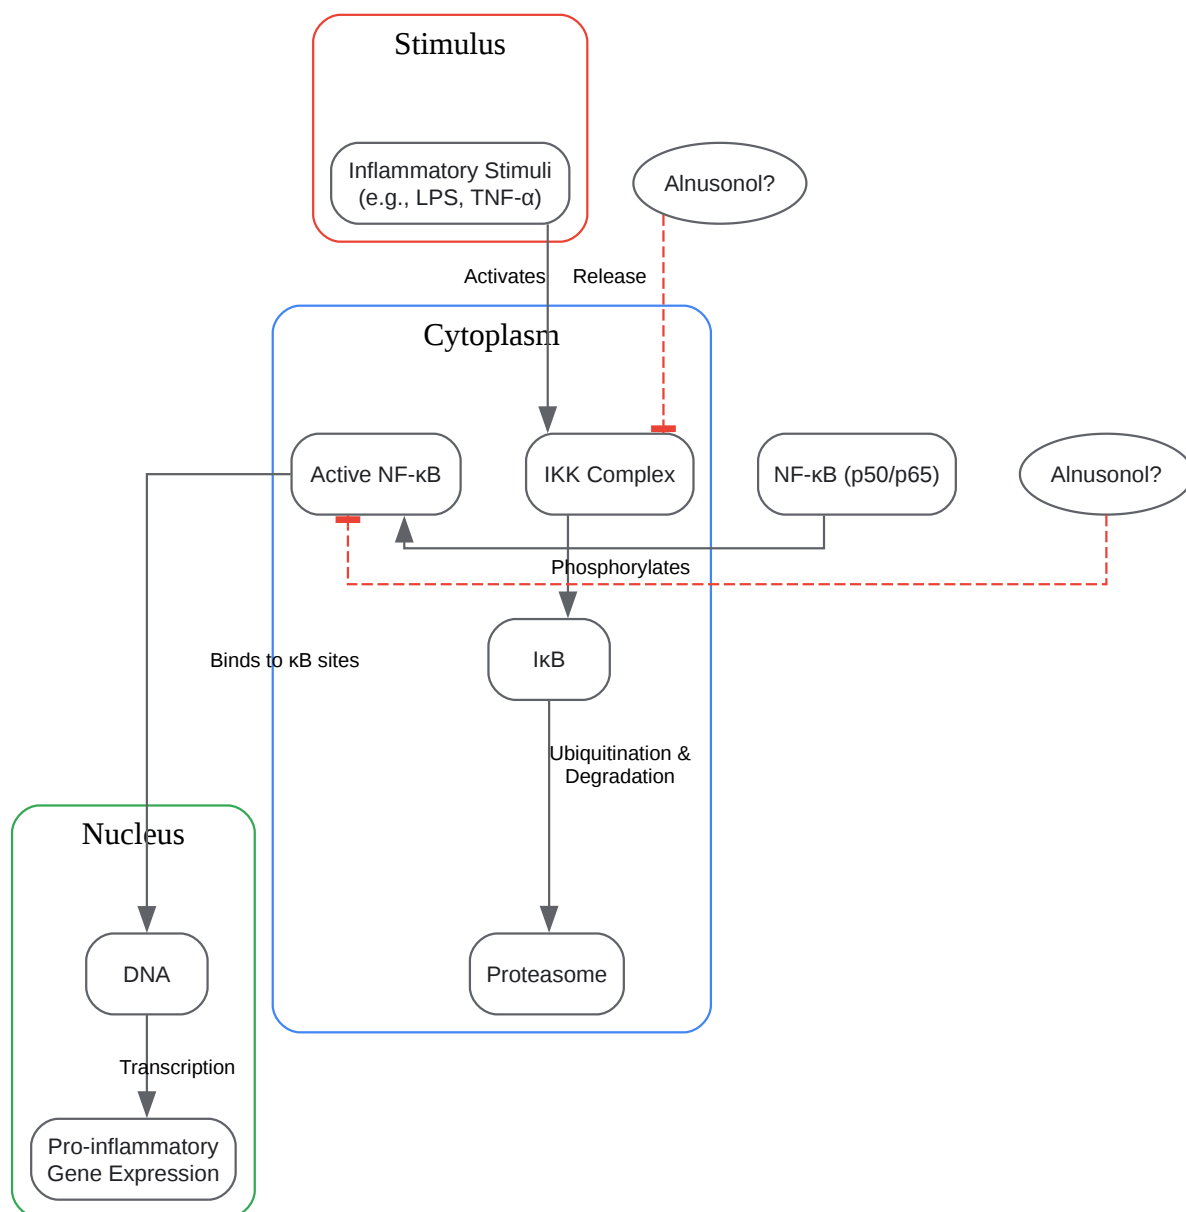 Stimulus
Inflammatory Stimuli
(e.g., LPS, TNF-α)
Alnusonol?
Activates
Release
Cytoplasm
Active NF-κB
IKK Complex
NF-κB (p50/p65)
Alnusonol?
Phosphorylates
Binds to κB sites
IκB
Ubiquitination &
Degradation
Nucleus
DNA
Proteasome
Transcription
Pro-inflammatory
Gene Expression